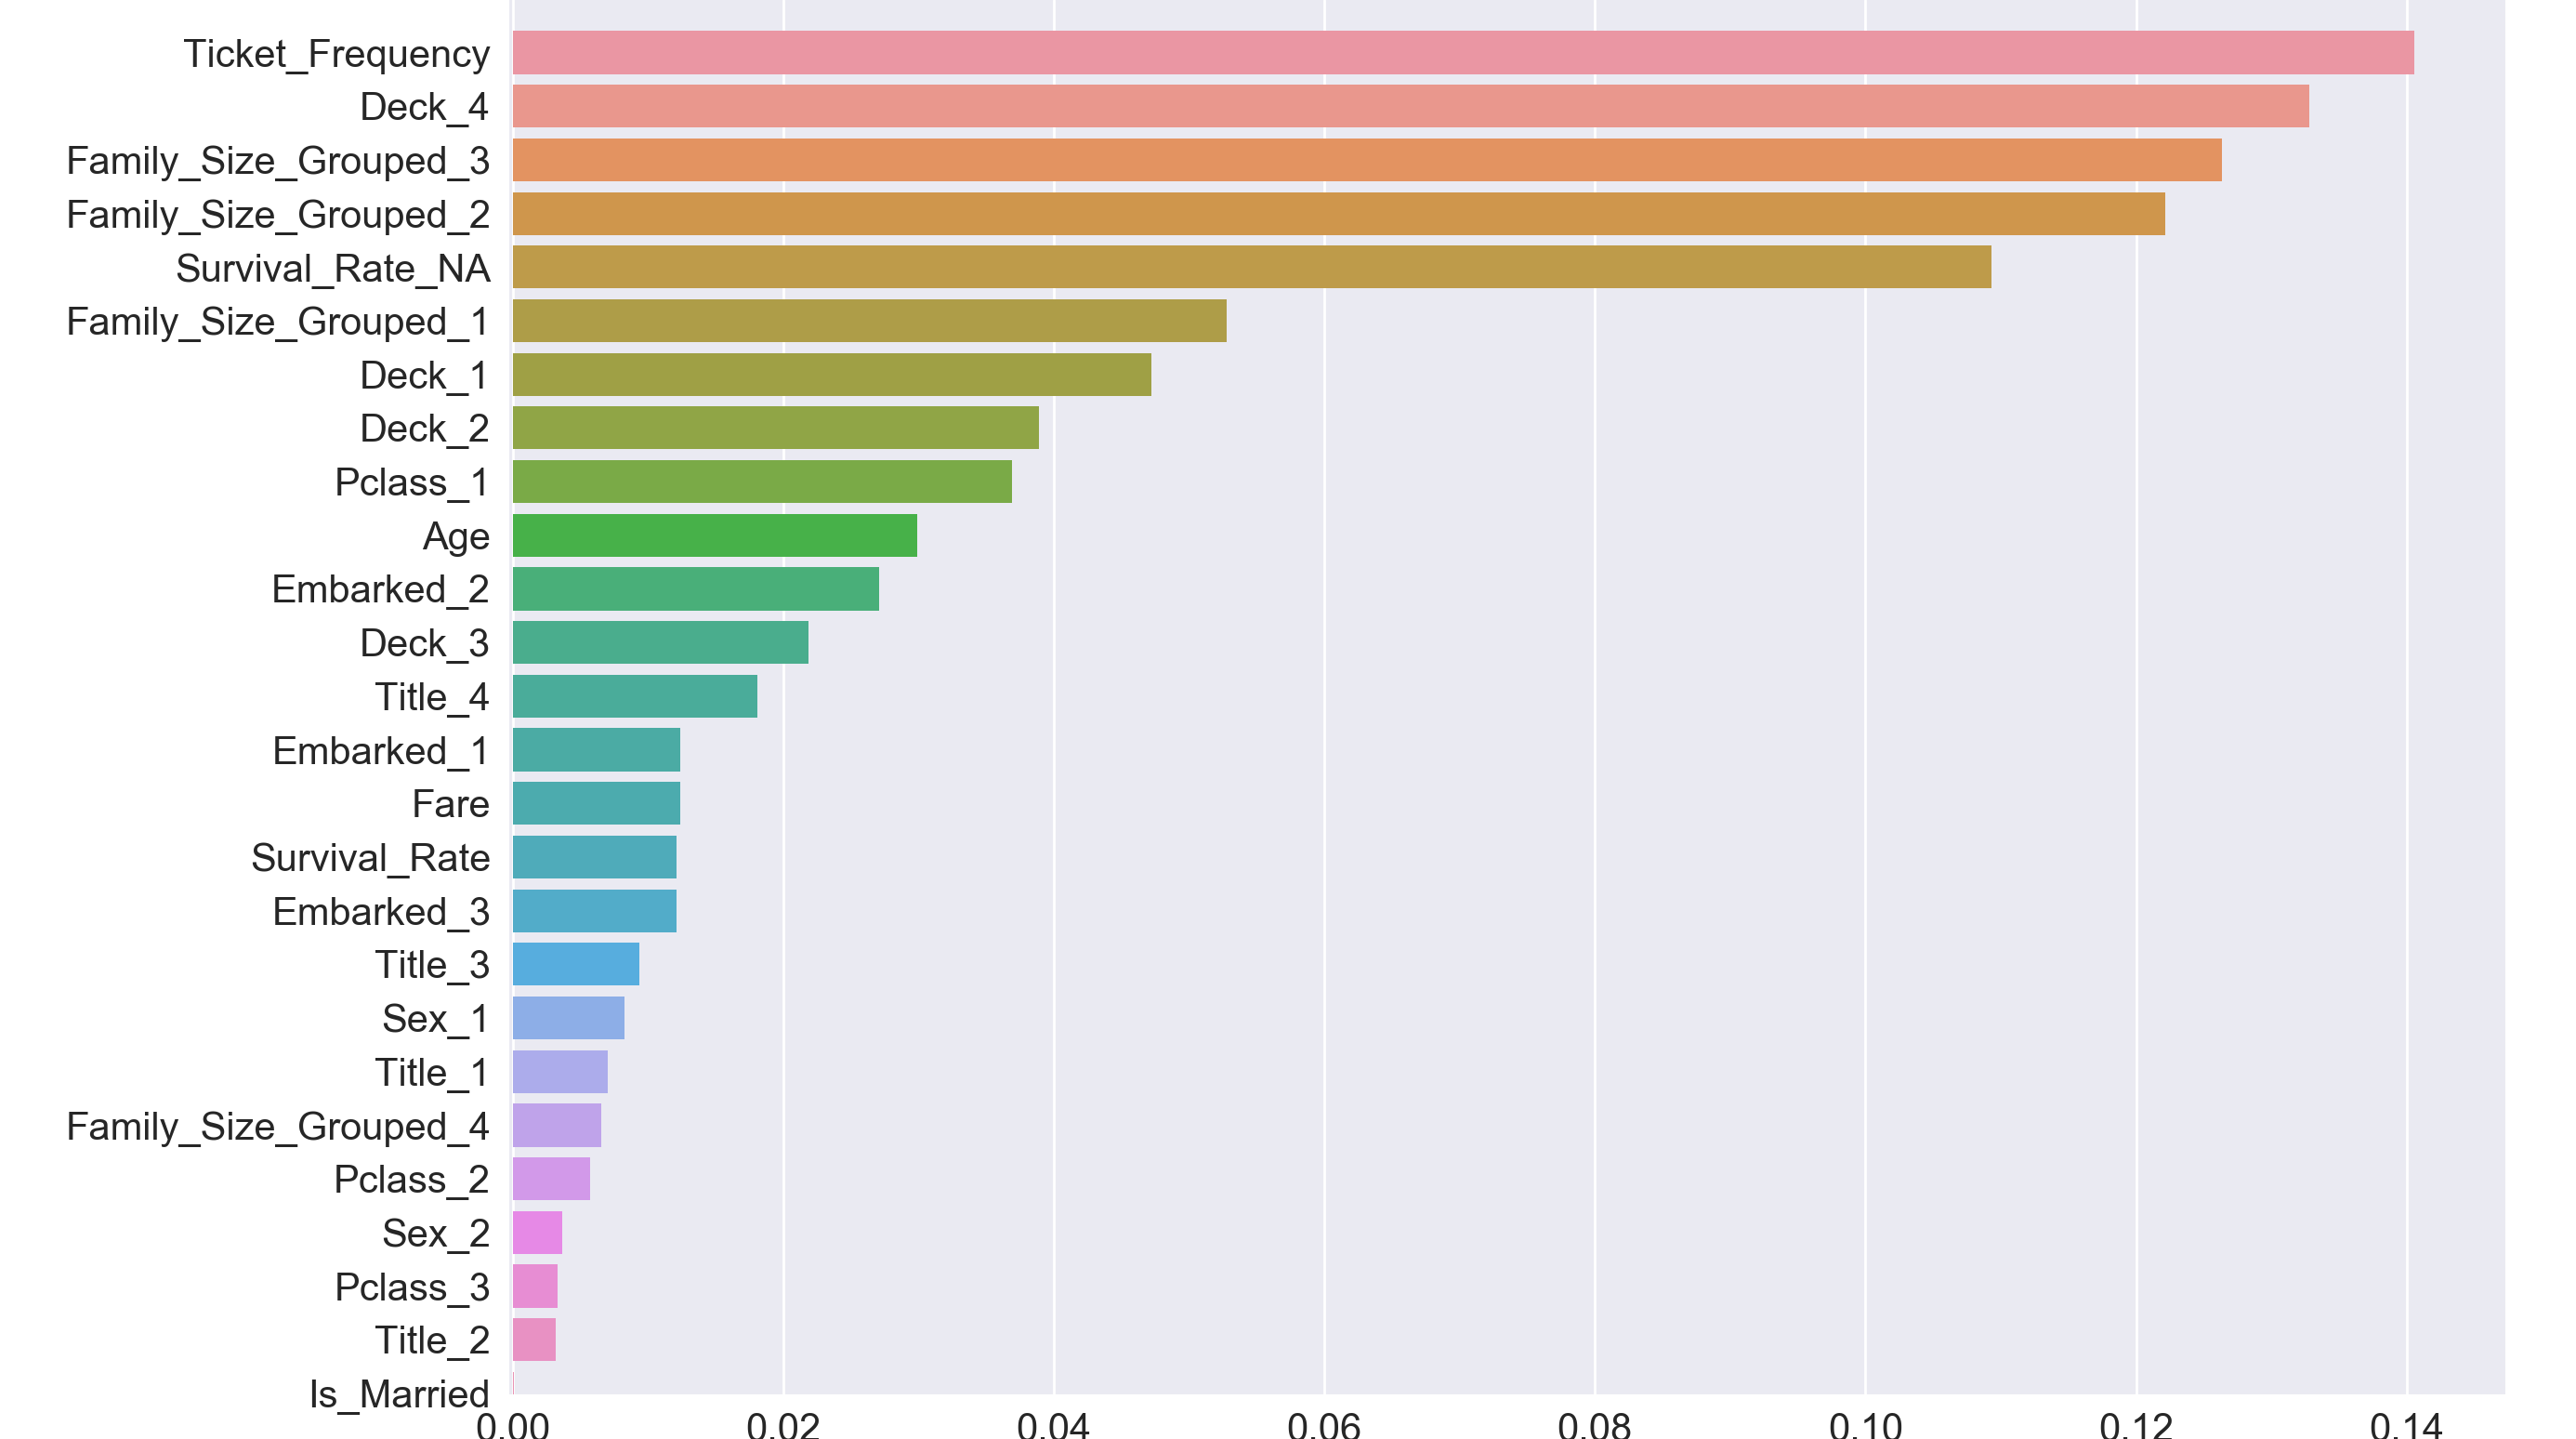 Ticket_Frequency
Deck_4
Family_Size_Grouped_3
Family_Size_Grouped_2
Survival_Rate_NA
Family_Size_Grouped_1
Deck_1
Deck_2
Pclass_1
Age
Embarked_2
Deck_3
Title_4
Embarked_1
Fare
Survival_Rate
Embarked_3
Title_3
Sex_1
Title_1
Family_Size_Grouped_4
Pclass_2
Sex_2
Pclass_3
Title_2
Is_Married
0.00 0.02 0.04 0.06 0.08 0.10 0.12 0.14